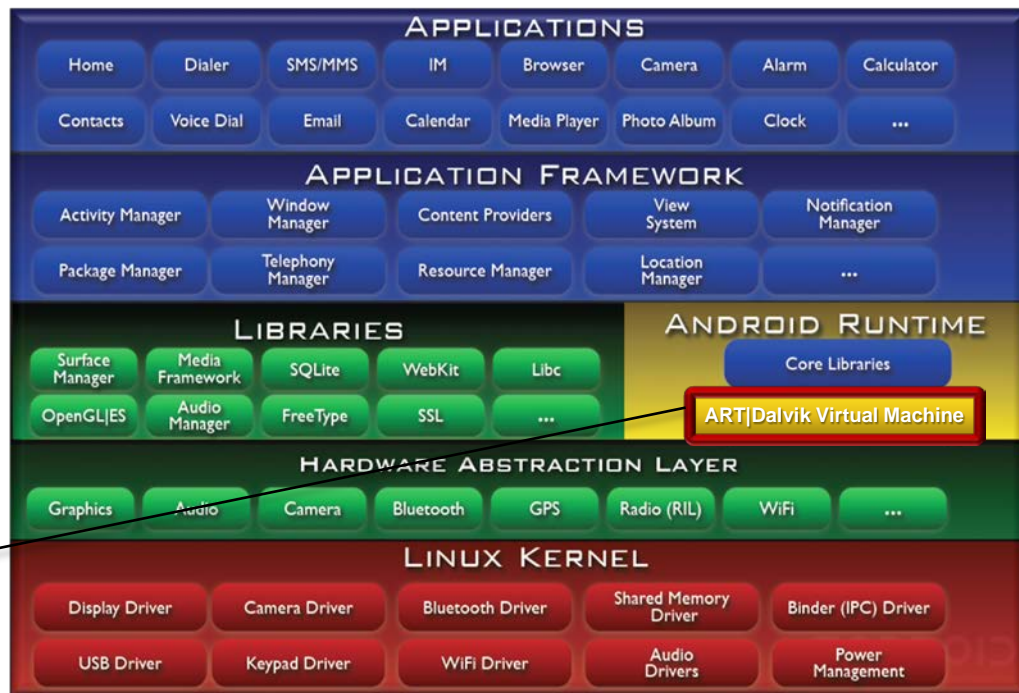 APPLICATIONS
Home Dialer SMS/MMS IM Browser Camera Alarm Calculator
Contacts Voice Dial Email Calendar Media Player Photo Album Clock ...
APPLICATION FRAMEWORK
Activity Manager Window Manager Content Providers View System Notification Manager
Package Manager Telephony Manager Resource Manager Location Manager ...
LIBRARIES
Surface Manager Media Framework SQLite WebKit Libc
OpenGL|ES Audio Manager FreeType SSL ...
ANDROID RUNTIME
Core Libraries
ART|Dalvik Virtual Machine
HARDWARE ABSTRACTION LAYER
Graphics Audio Camera Bluetooth GPS Radio (RIL) WiFi ...
LINUX KERNEL
Display Driver Camera Driver Bluetooth Driver Shared Memory Driver Binder (IPC) Driver
USB Driver Keypad Driver WiFi Driver Audio Drivers Power Management